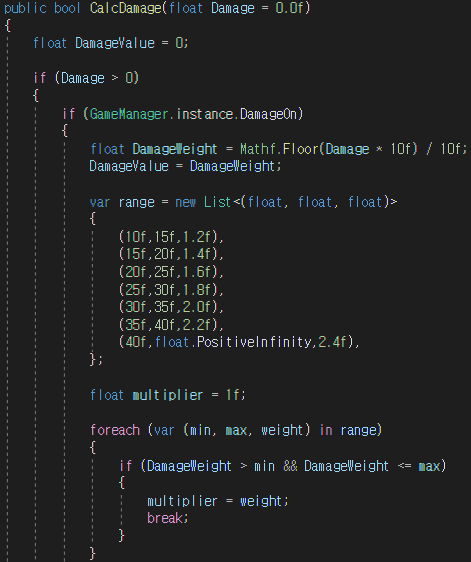 public bool CalcDamage(float Damage = 0.0f)
{
    float DamageValue = 0;

    if (Damage > 0)
    {
        if (GameManager.instance.DamageOn)
        {
            float DamageWeight = Mathf.Floor(Damage * 10f) / 10f;
            DamageValue = DamageWeight;

            var range = new List<(float, float, float)>
            {
                (10f,15f,1.2f),
                (15f,20f,1.4f),
                (20f,25f,1.6f),
                (25f,30f,1.8f),
                (30f,35f,2.0f),
                (35f,40f,2.2f),
                (40f,float.PositiveInfinity,2.4f),
            };

            float multiplier = 1f;

            foreach (var (min, max, weight) in range)
            {
                if (DamageWeight > min && DamageWeight <= max)
                {
                    multiplier = weight;
                    break;
                }
            }